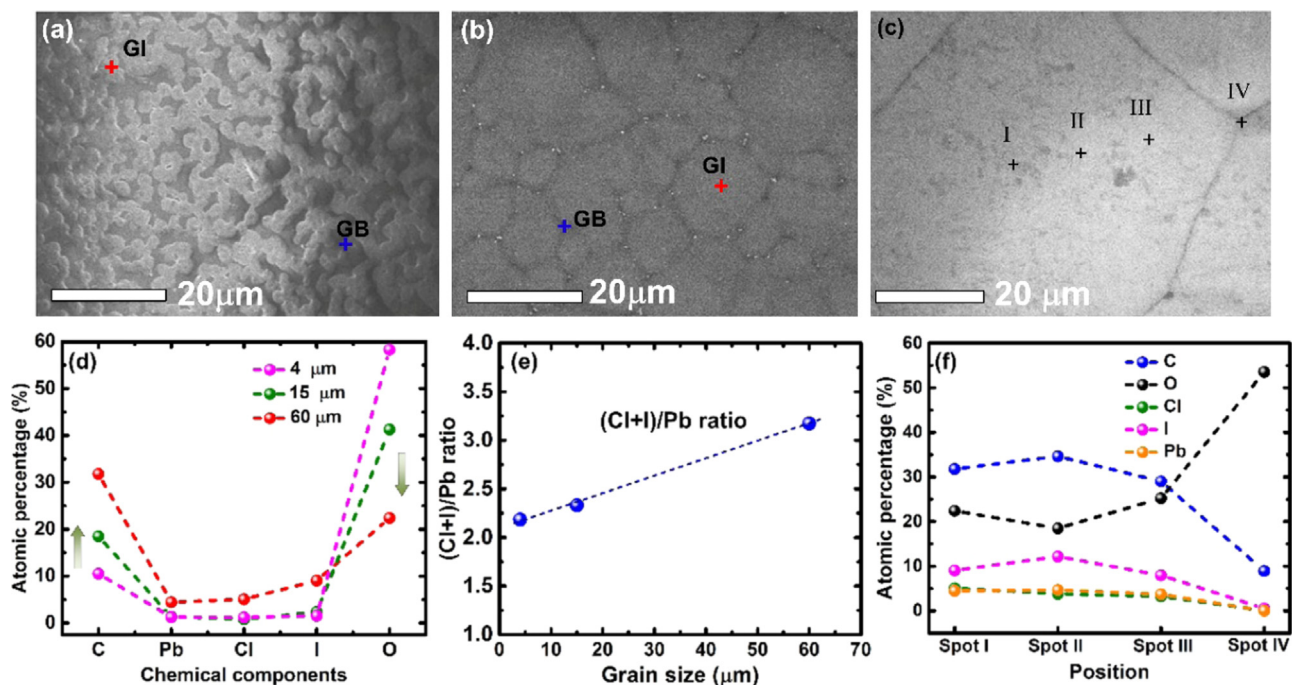 (a)
GI
GB
20μm
(b)
GI
GB
20μm
(c)
I
II
III
IV
20 μm
(d)
Atomic percentage (%)
60
50
40
30
20
10
0
4 μm
15 μm
60 μm
C Pb Cl I O
Chemical components
(e)
(Cl+I)/Pb ratio
4.0
3.5
3.0
2.5
2.0
1.5
1.0
(Cl+I)/Pb ratio
0 10 20 30 40 50 60 70
Grain size (μm)
(f)
Atomic percentage (%)
60
50
40
30
20
10
0
C
O
Cl
I
Pb
Spot I Spot II Spot III Spot IV
Position